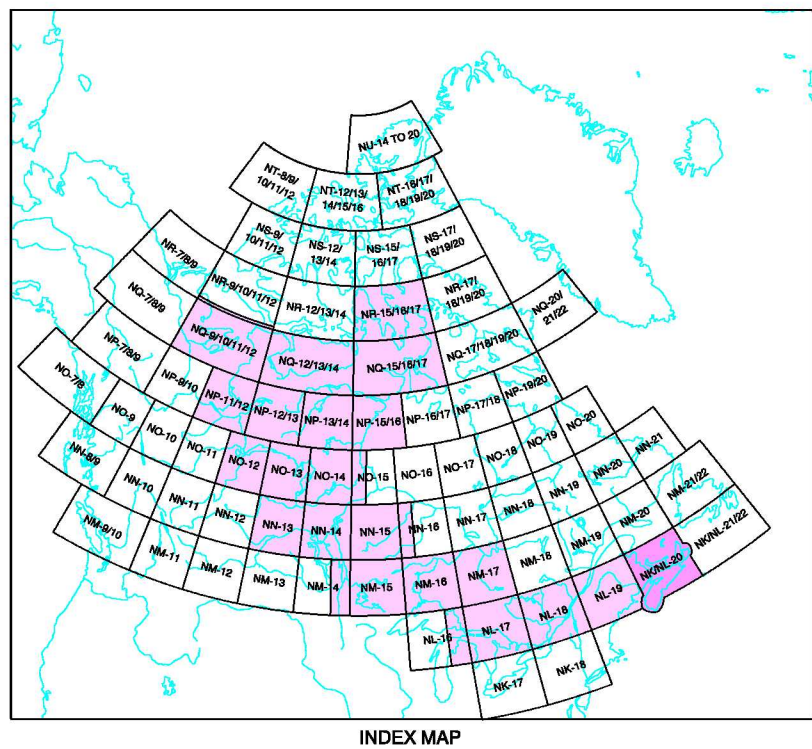 NU-14 TO 20
NT-8/9/
10/11/12
NT-12/13/
14/15/16
NT-16/17/
18/19/20
NS-9/
10/11/12
NS-12/
13/14
NS-15/
16/17
NS-17/
18/19/20
NR-7/8/9
NR-9/10/11/12
NR-12/13/14
NR-15/16/17
NR-17/
18/19/20
NQ-20/
21/22
NQ-7/8/9
NQ-9/10/11/12
NQ-12/13/14
NQ-15/16/17
NQ-17/18/19/20
NP-7/8/9
NP-9/10
NP-11/12
NP-12/13
NP-13/14
NP-15/16
NP-16/17
NP-17/18
NP-19/20
NO-7/8
NO-9
NO-10
NO-11
NO-12
NO-13
NO-14
NO-15
NO-16
NO-17
NO-18
NO-19
NO-20
NN-8/9
NN-10
NN-11
NN-12
NN-13
NN-14
NN-15
NN-16
NN-17
NN-18
NN-19
NN-20
NN-21
NM-9/10
NM-11
NM-12
NM-13
NM-14
NM-15
NM-16
NM-17
NM-18
NM-19
NM-20
NM-21/22
NL-16
NL-17
NL-18
NL-19
NK/NL-20
NK/NL-21/22
NK-17
NK-18
INDEX MAP